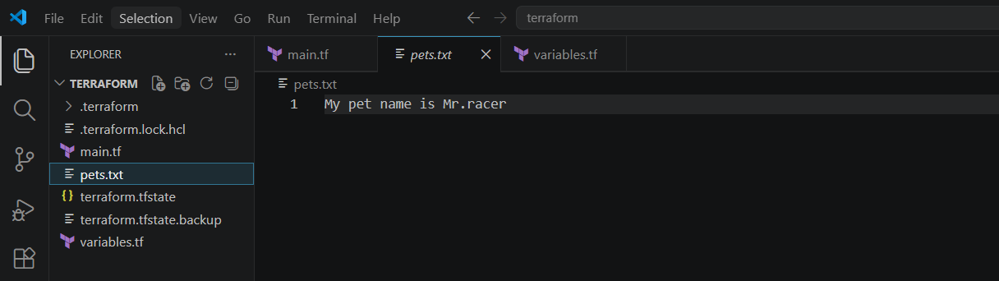 File Edit Selection View Go Run Terminal Help terraform
EXPLORER ...
main.tf pets.txt variables.tf
TERRAFORM
.terraform
.terraform.lock.hcl
main.tf
pets.txt
terraform.tfstate
terraform.tfstate.backup
variables.tf
pets.txt
1 My pet name is Mr.racer